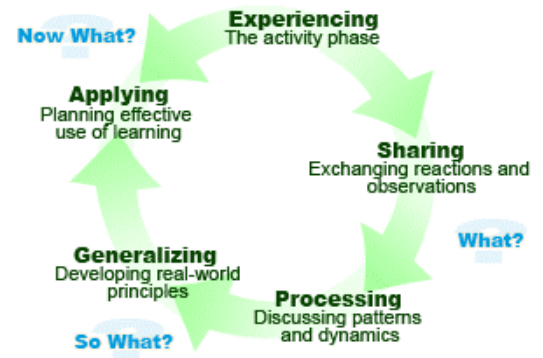 Experiencing
The activity phase
Now What?
Applying
Planning effective
use of learning
Sharing
Exchanging reactions and
observations
What?
Generalizing
Developing real-world
principles
Processing
Discussing patterns
and dynamics
So What?